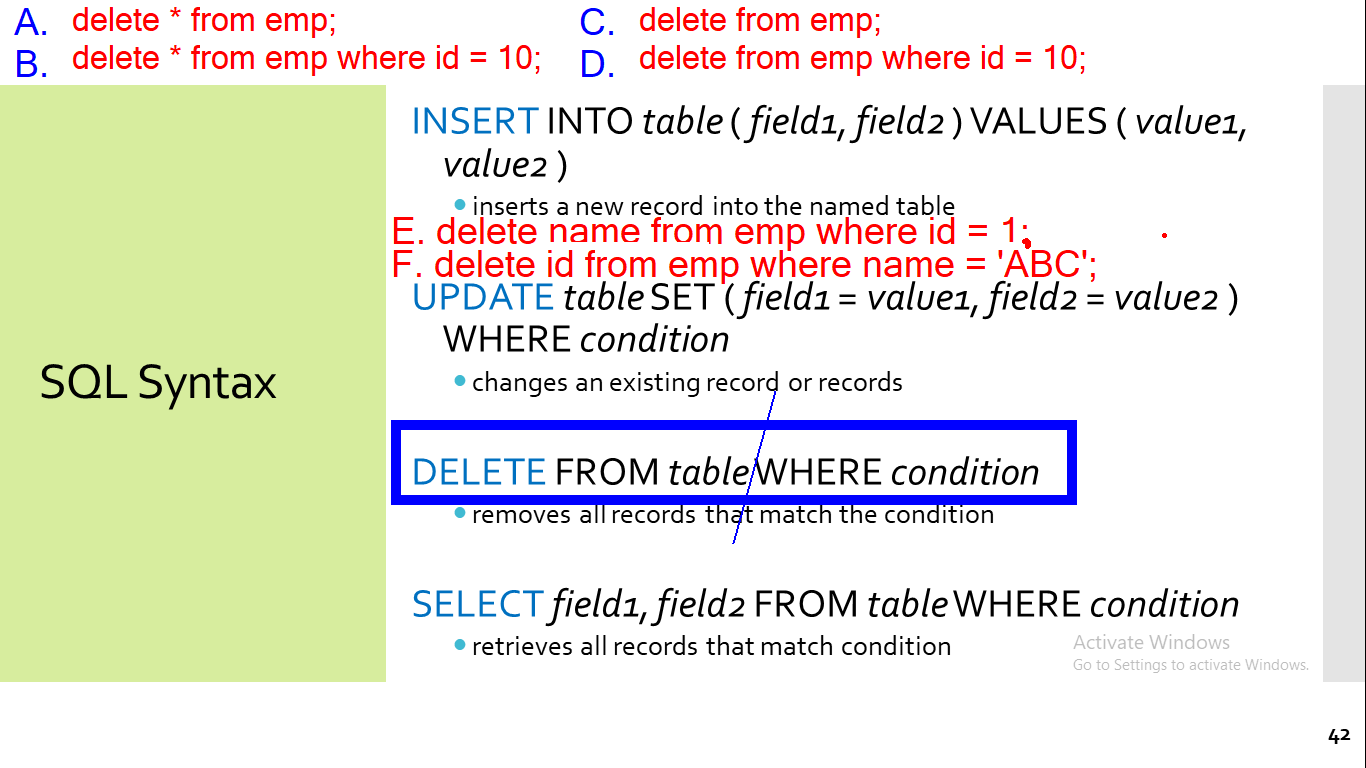 A. delete * from emp;
B. delete * from emp where id = 10;
C. delete from emp;
D. delete from emp where id = 10;
INSERT INTO table ( field1, field2 ) VALUES ( value1,
value2 )
• inserts a new record into the named table
E. delete name from emp where id = 1;
F. delete id from emp where name = 'ABC';
UPDATE table SET ( field1 = value1, field2 = value2 )
WHERE condition
• changes an existing record or records
SQL Syntax
DELETE FROM table WHERE condition
• removes all records that match the condition
SELECT field1, field2 FROM table WHERE condition
• retrieves all records that match condition
Activate Windows
Go to Settings to activate Windows.
42